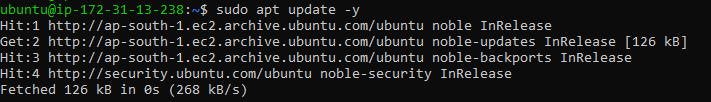 ubuntu@ip-172-31-13-238:~$ sudo apt update -y
Hit:1 http://ap-south-1.ec2.archive.ubuntu.com/ubuntu noble InRelease
Get:2 http://ap-south-1.ec2.archive.ubuntu.com/ubuntu noble-updates InRelease [126 kB]
Hit:3 http://ap-south-1.ec2.archive.ubuntu.com/ubuntu noble-backports InRelease
Hit:4 http://security.ubuntu.com/ubuntu noble-security InRelease
Fetched 126 kB in 0s (268 kB/s)